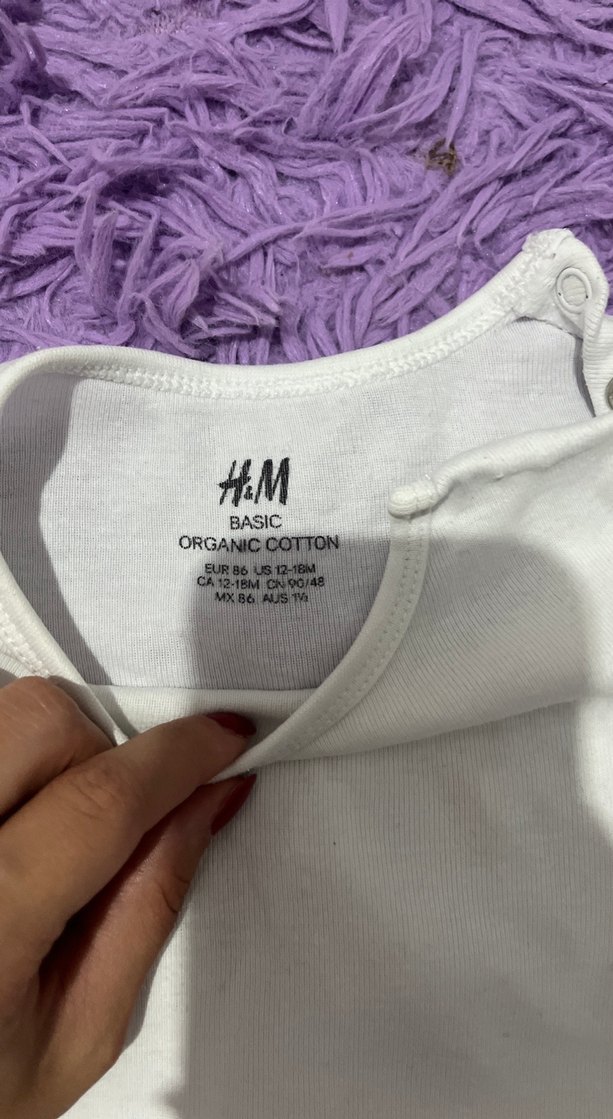 H&M
BASIC
ORGANIC COTTON
EUR 86 US 12-18M
CA 12-18M CN 90/48
MX 86 AUS 1½